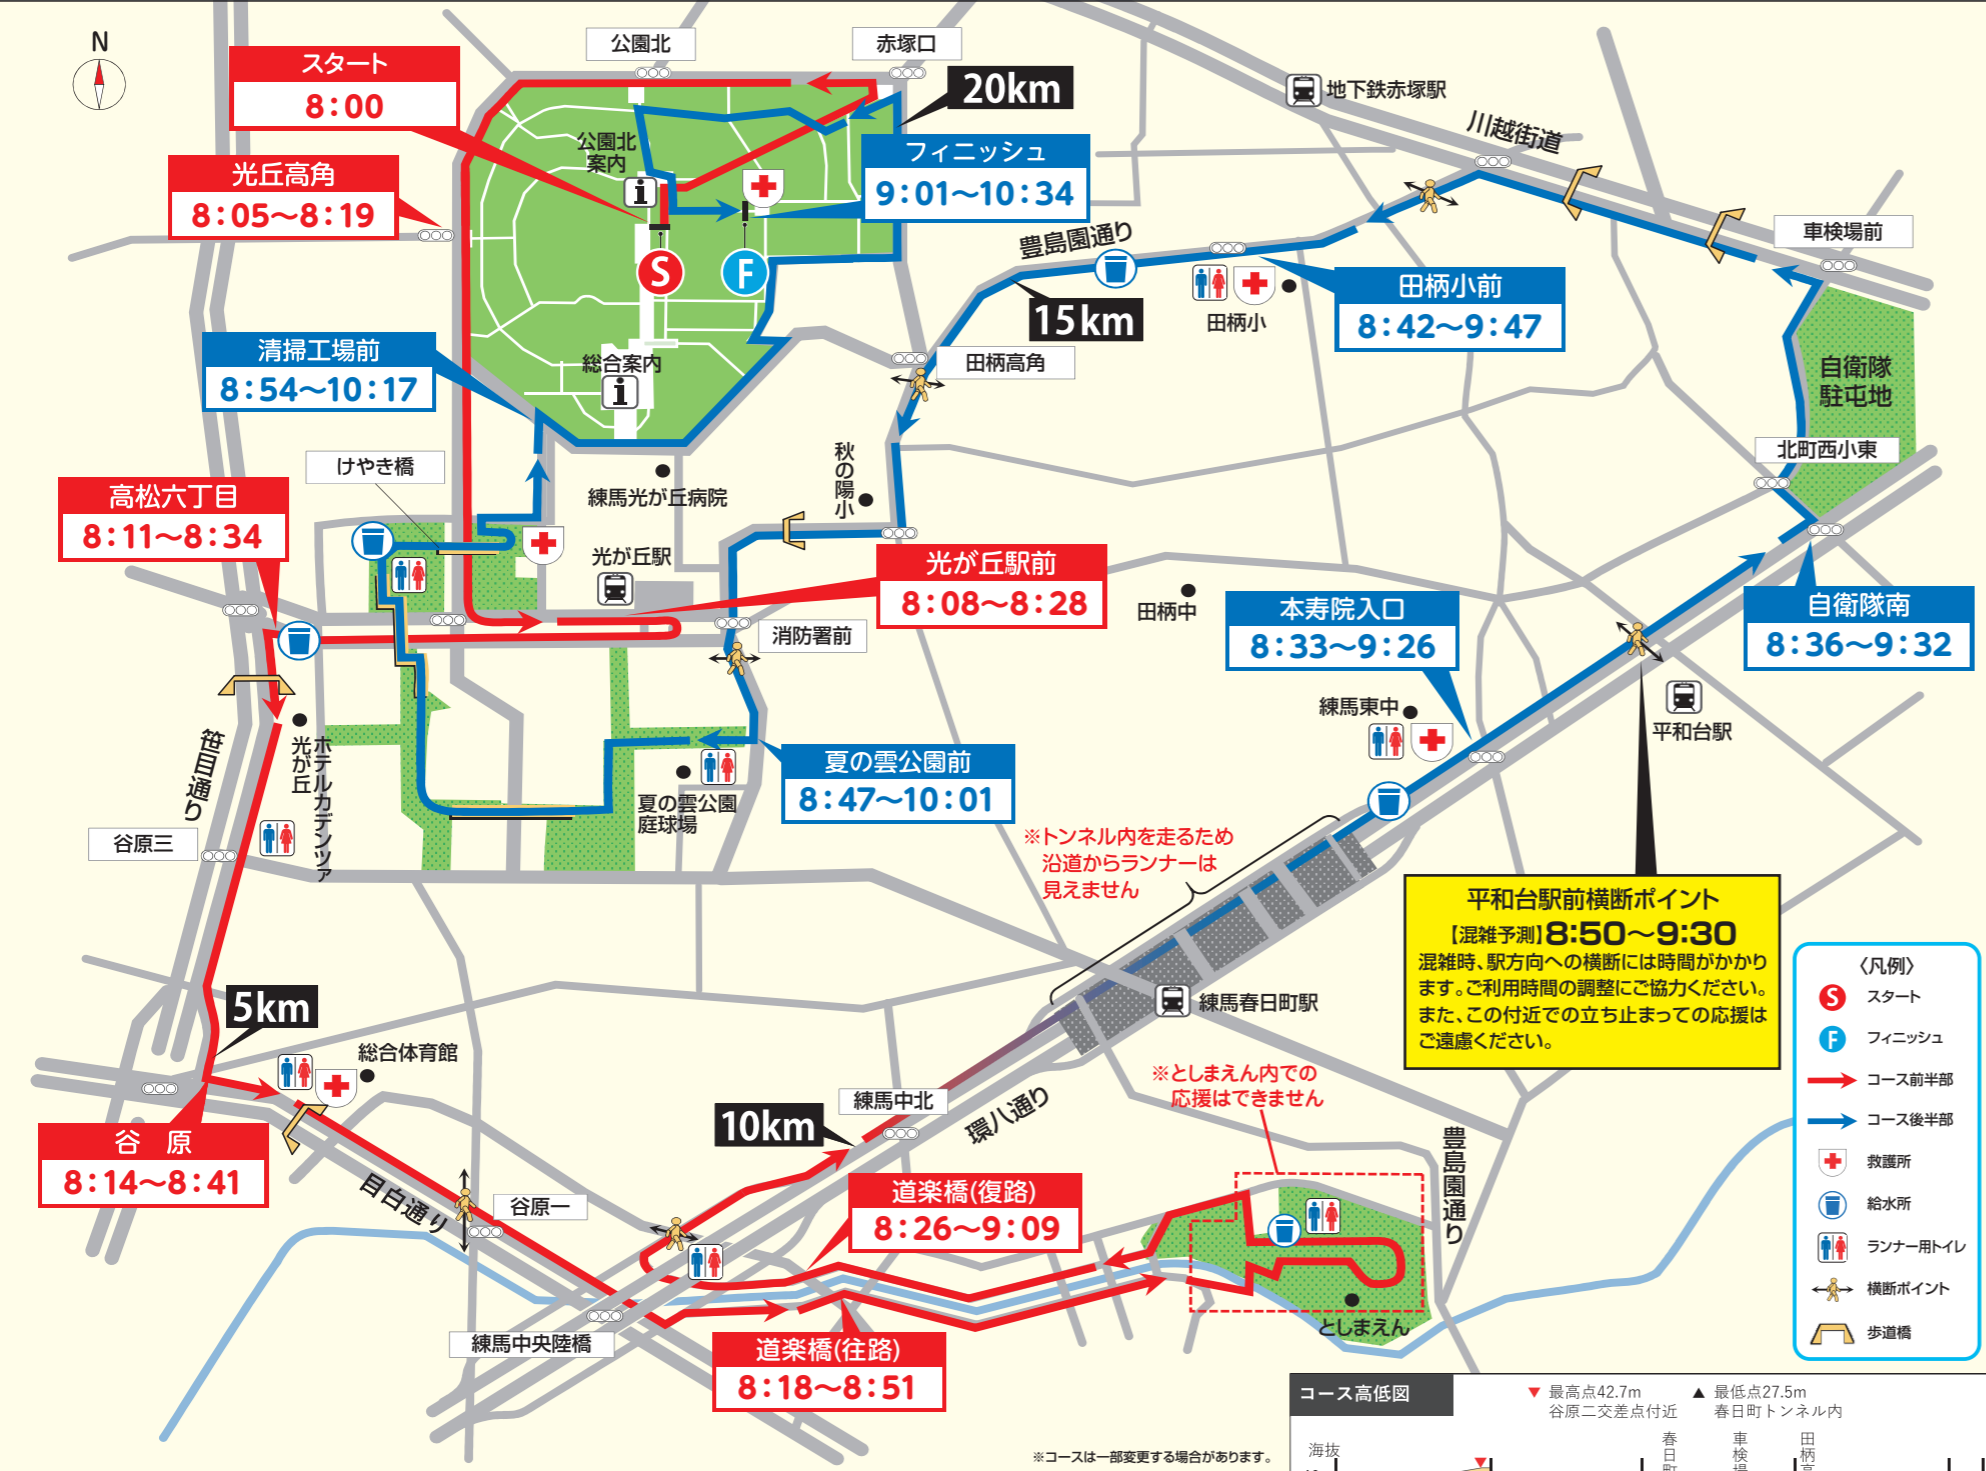 N
公園北
赤塚口
スタート
8:00
20km
地下鉄赤塚駅
川越街道
公園北
案内
フィニッシュ
9:01～10:34
光丘高角
8:05～8:19
豊島園通り
車検場前
S
F
田柄小前
8:42～9:47
田柄小
15km
清掃工場前
8:54～10:17
総合案内
田柄高角
自衛隊
駐屯地
北町西小東
けやき橋
秋の陽小
練馬光が丘病院
高松六丁目
8:11～8:34
光が丘駅
光が丘駅前
8:08～8:28
田柄中
本寿院入口
8:33～9:26
自衛隊南
8:36～9:32
消防署前
練馬東中
平和台駅
笹目通り
ホテルカデンツァ
光が丘
夏の雲公園前
8:47～10:01
夏の雲公園
庭球場
谷原三
※トンネル内を走るため
沿道からランナーは
見えません
平和台駅前横断ポイント
【混雑予測】8:50～9:30
混雑時、駅方向への横断には時間がかかり
ます。ご利用時間の調整にご協力ください。
また、この付近での立ち止まっての応援は
ご遠慮ください。
〈凡例〉
S スタート
F フィニッシュ
コース前半部
コース後半部
救護所
給水所
ランナー用トイレ
横断ポイント
歩道橋
5km
総合体育館
練馬春日町駅
※としまえん内での
応援はできません
練馬中北
10km
環八通り
谷 原
8:14～8:41
目白通り
谷原一
道楽橋(復路)
8:26～9:09
豊島園通り
としまえん
練馬中央陸橋
道楽橋(往路)
8:18～8:51
※コースは一部変更する場合があります。
コース高低図
▼ 最高点42.7m
谷原二交差点付近
▲ 最低点27.5m
春日町トンネル内
海抜
春日町
車検場
田柄高